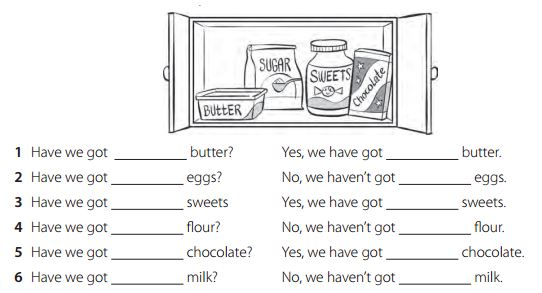 SUGAR
SWEETS
Chocolate
BUTTER
1 Have we got __________ butter? Yes, we have got __________ butter.
2 Have we got __________ eggs? No, we haven't got __________ eggs.
3 Have we got __________ sweets Yes, we have got __________ sweets.
4 Have we got __________ flour? No, we haven't got __________ flour.
5 Have we got __________ chocolate? Yes, we have got __________ chocolate.
6 Have we got __________ milk? No, we haven't got __________ milk.